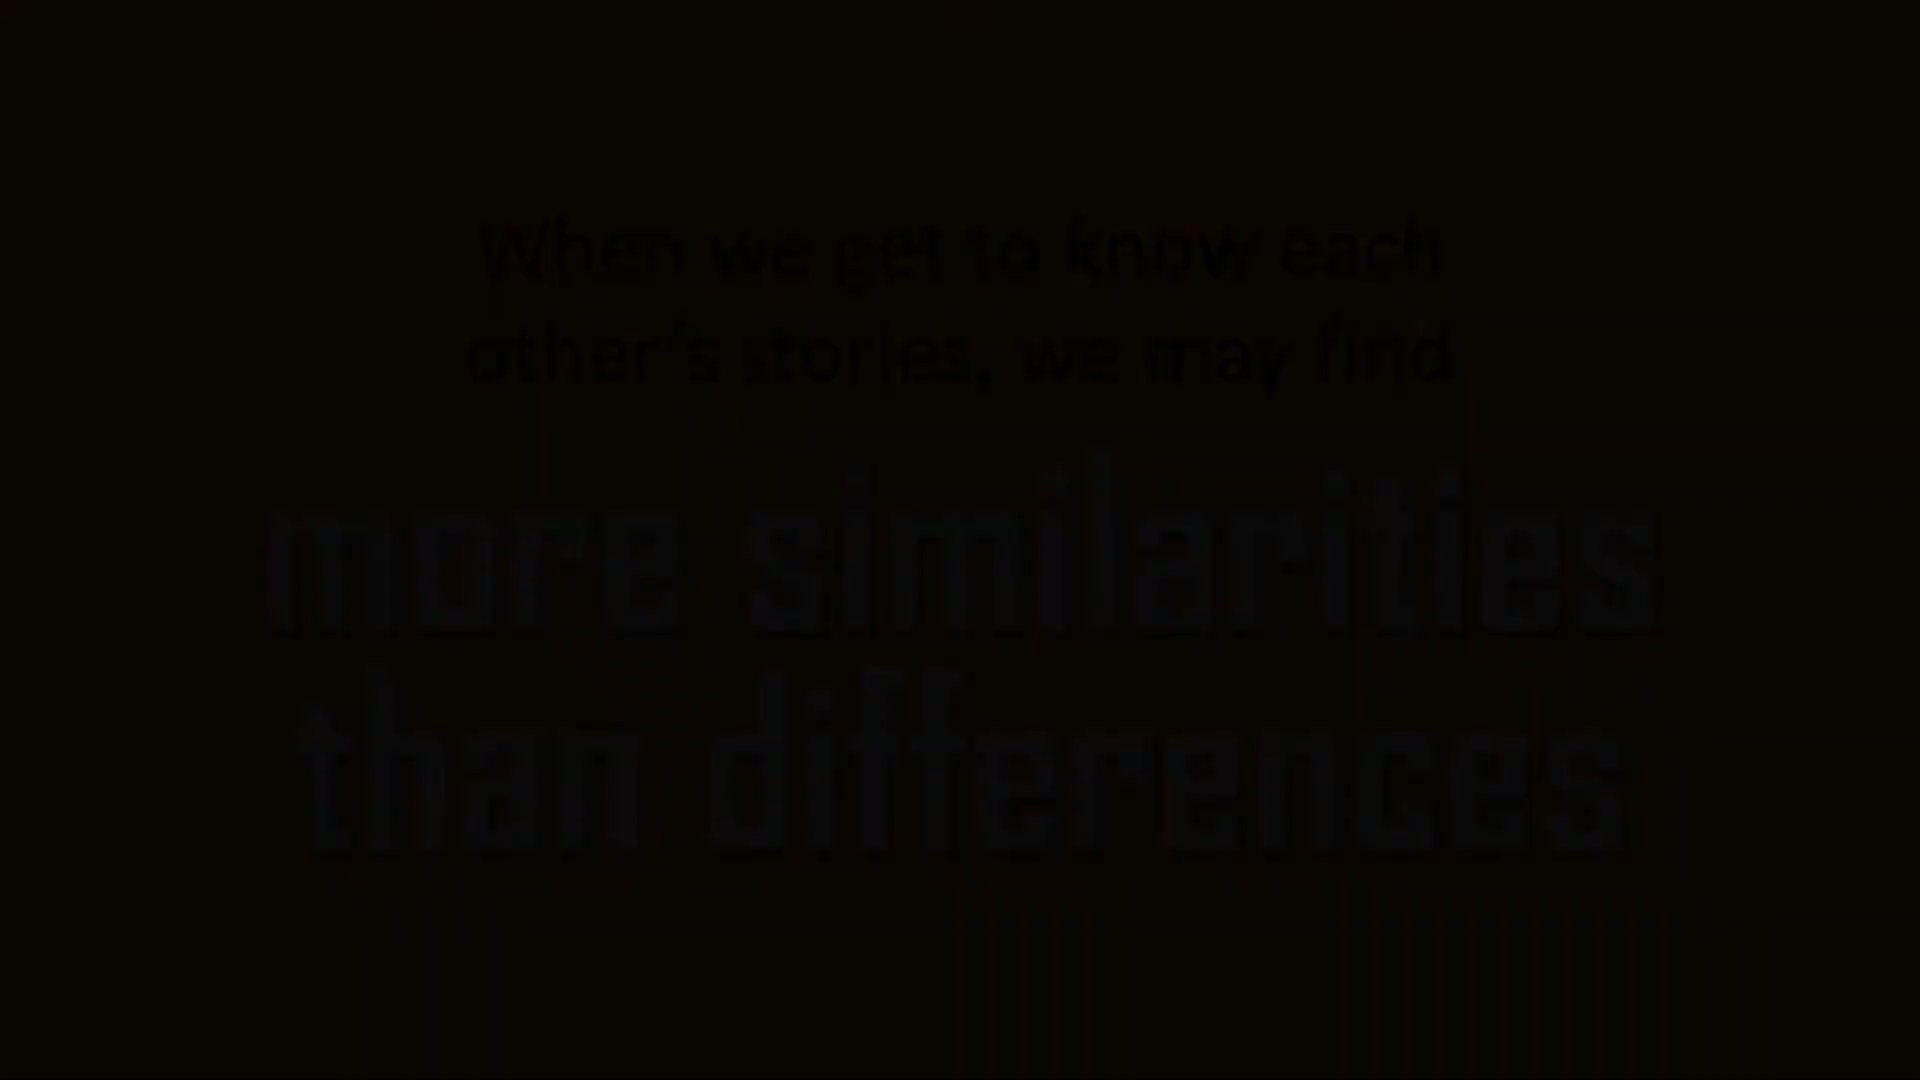 When we get to know each
other's stories, we may find
more similarities
than differences